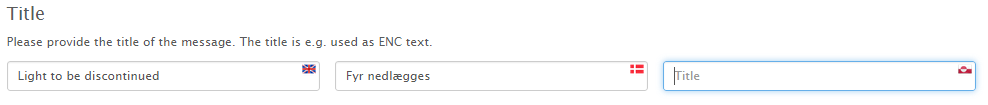 Title
Please provide the title of the message. The title is e.g. used as ENC text.
Light to be discontinued
Fyr nedlægges
Title